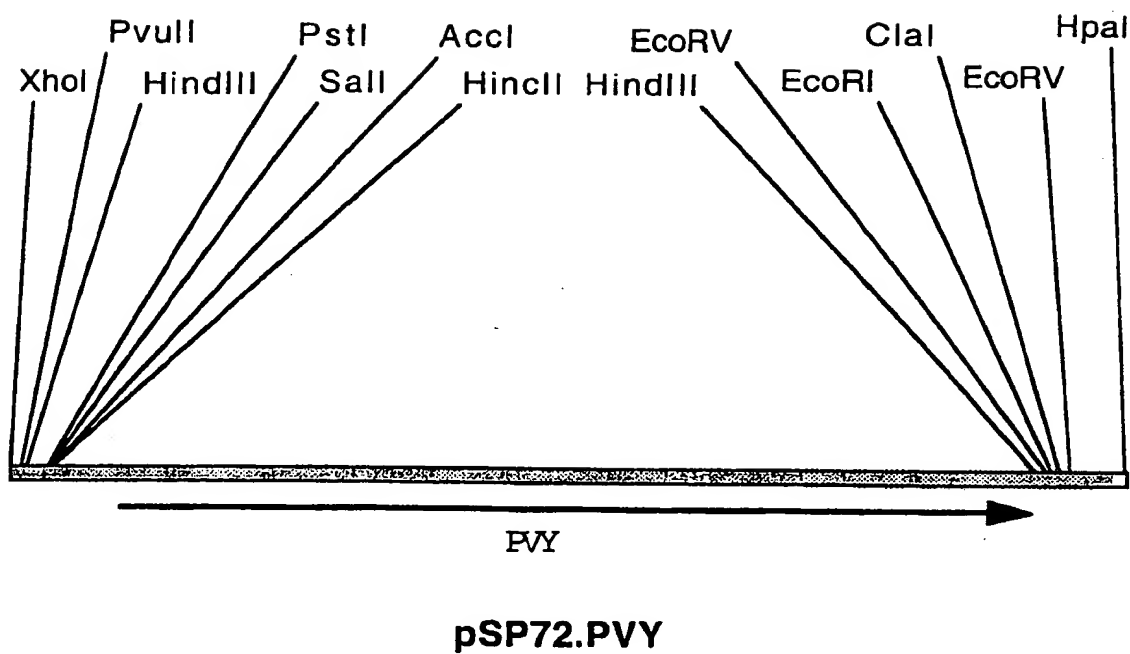 PvuII PstI AccI EcoRV ClaI HpaI
XhoI HindIII SalI HincII HindIII EcoRI EcoRV
PVY
pSP72.PVY